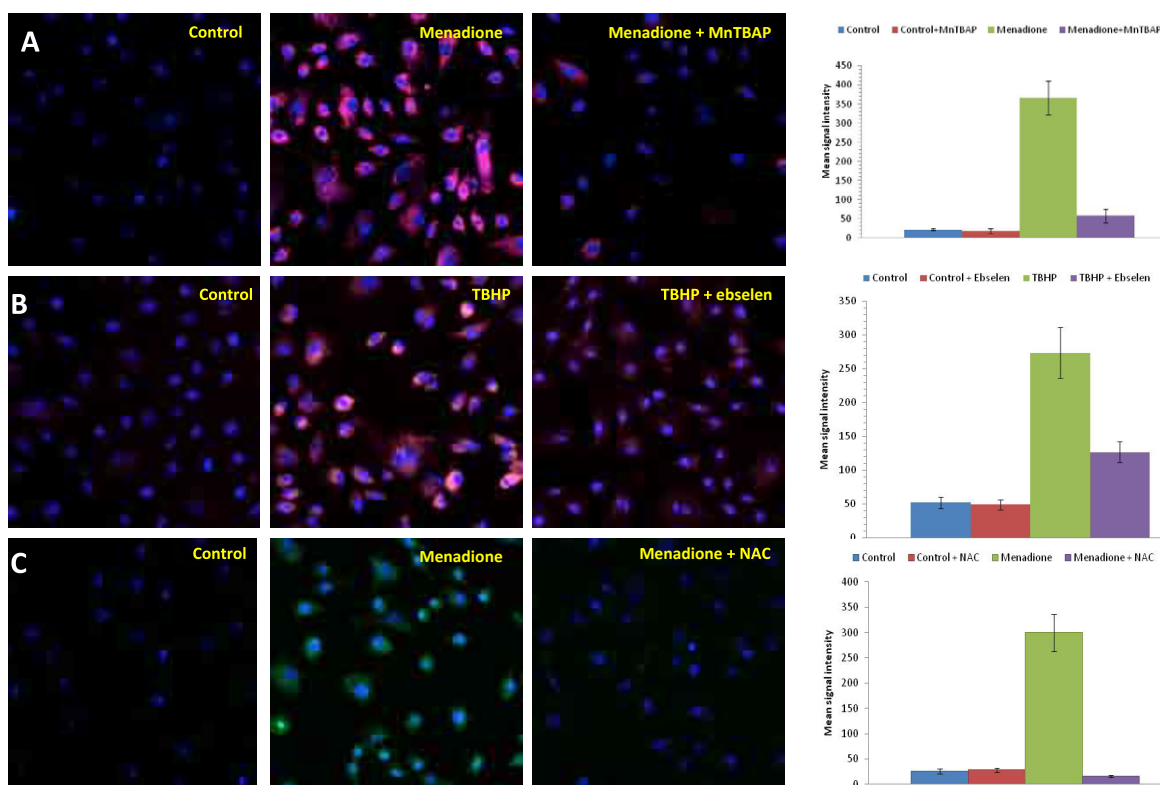 A
Control
Menadione
Menadione + MnTBAP
Control Control+MnTBAP Menadione Menadione+MnTBAP
Mean signal intensity
450
400
350
300
250
200
150
100
50
0
B
Control
TBHP
TBHP + ebselen
Control Control + Ebselen TBHP TBHP + Ebselen
Mean signal intensity
350
300
250
200
150
100
50
0
C
Control
Menadione
Menadione + NAC
Control Control + NAC Menadione Menadione + NAC
Mean signal intensity
400
350
300
250
200
150
100
50
0